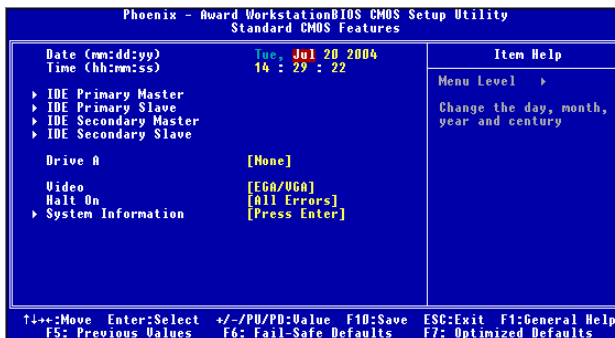 Phoenix - Award WorkstationBIOS CMOS Setup Utility
Standard CMOS Features
Date (mm:dd:yy) Tue, Jul 20 2004
Time (hh:mm:ss) 14 : 29 : 22
IDE Primary Master
IDE Primary Slave
IDE Secondary Master
IDE Secondary Slave
Drive A [None]
Video [EGA/VGA]
Halt On [All Errors]
System Information [Press Enter]
Item Help
Menu Level
Change the day, month,
year and century
↑↓→←:Move Enter:Select +/-/PU/PD:Value F10:Save ESC:Exit F1:General Help
F5: Previous Values F6: Fail-Safe Defaults F7: Optimized Defaults